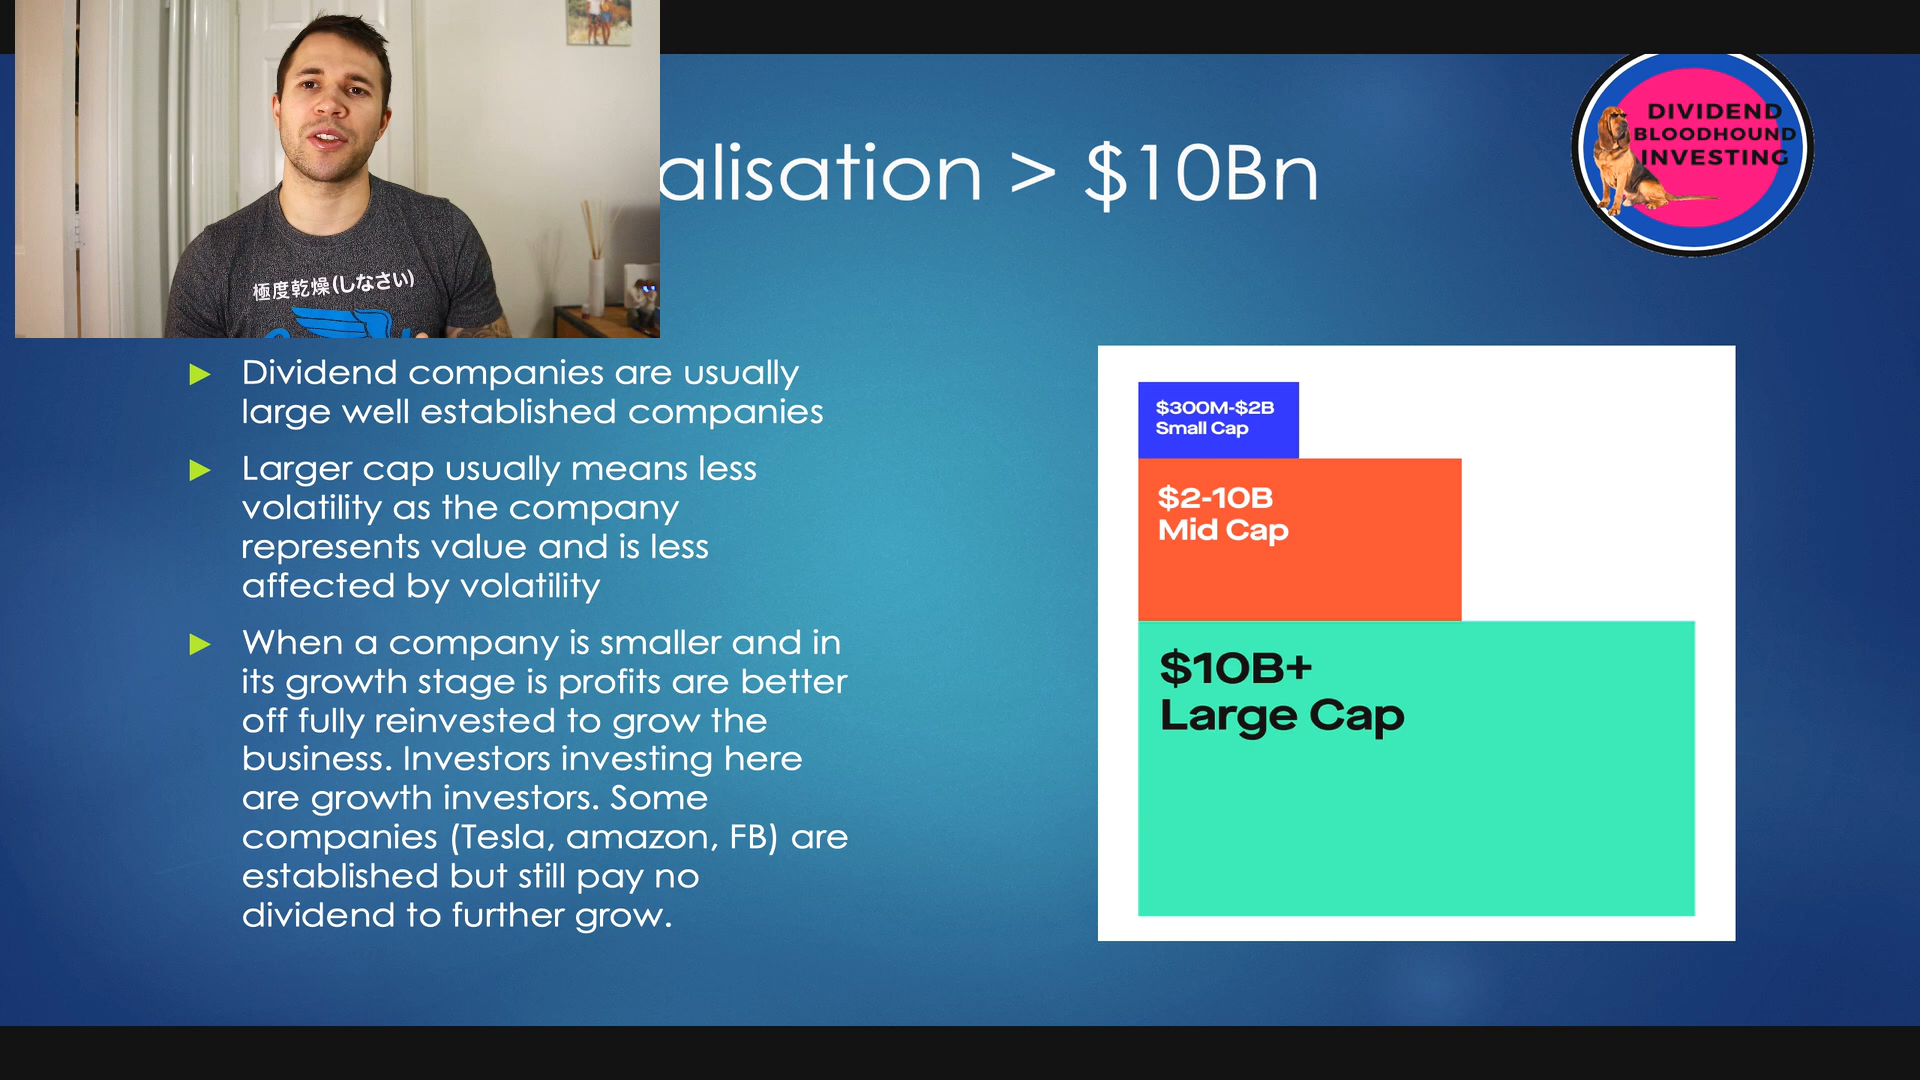 alisation > $10Bn
DIVIDEND
BLOODHOUND
INVESTING
極度乾燥(しなさい)
Dividend companies are usually
large well established companies
Larger cap usually means less
volatility as the company
represents value and is less
affected by volatility
When a company is smaller and in
its growth stage is profits are better
off fully reinvested to grow the
business. Investors investing here
are growth investors. Some
companies (Tesla, amazon, FB) are
established but still pay no
dividend to further grow.
$300M-$2B
Small Cap
$2-10B
Mid Cap
$10B+
Large Cap